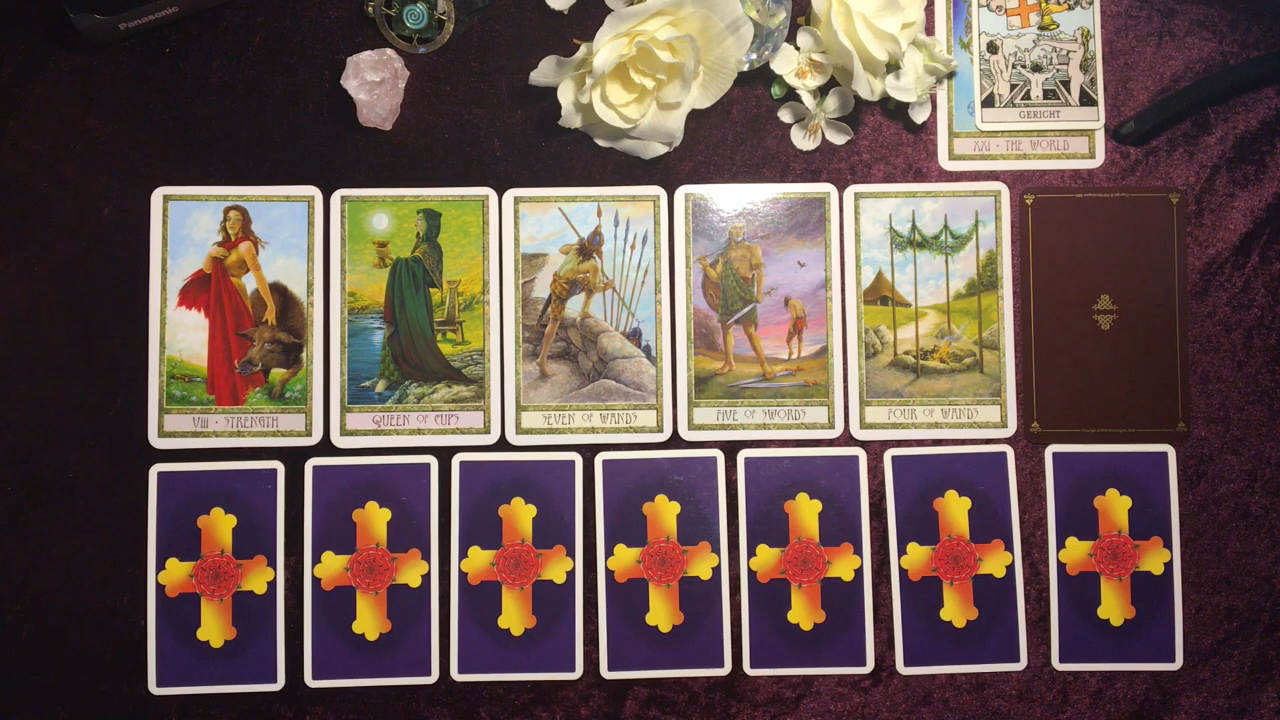 Panasonic
GERICHT
XXI · THE WORLD
VIII · STRENGTH
QUEEN OF CUPS
SEVEN OF WANDS
FIVE OF SWORDS
FOUR OF WANDS